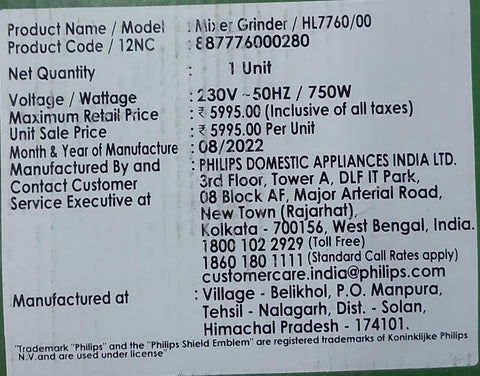 Product Name / Model : Mixer Grinder / HL7760/00
Product Code / 12NC : 887776000280
Net Quantity : 1 Unit
Voltage / Wattage : 230V ~50HZ / 750W
Maximum Retail Price : ₹ 5995.00 (Inclusive of all taxes)
Unit Sale Price : ₹ 5995.00 Per Unit
Month & Year of Manufacture : 08/2022
Manufactured By and : PHILIPS DOMESTIC APPLIANCES INDIA LTD.
Contact Customer 3rd Floor, Tower A, DLF IT Park,
Service Executive at 08 Block AF, Major Arterial Road,
New Town (Rajarhat),
Kolkata - 700156, West Bengal, India.
1800 102 2929 (Toll Free)
1860 180 1111 (Standard Call Rates apply)
customercare.india@philips.com
Manufactured at : Village - Belikhol, P.O. Manpura,
Tehsil - Nalagarh, Dist. - Solan,
Himachal Pradesh - 174101.
"Trademark "Philips" and the "Philips Shield Emblem" are registered trademarks of Koninklijke Philips
N.V.and are used under license"